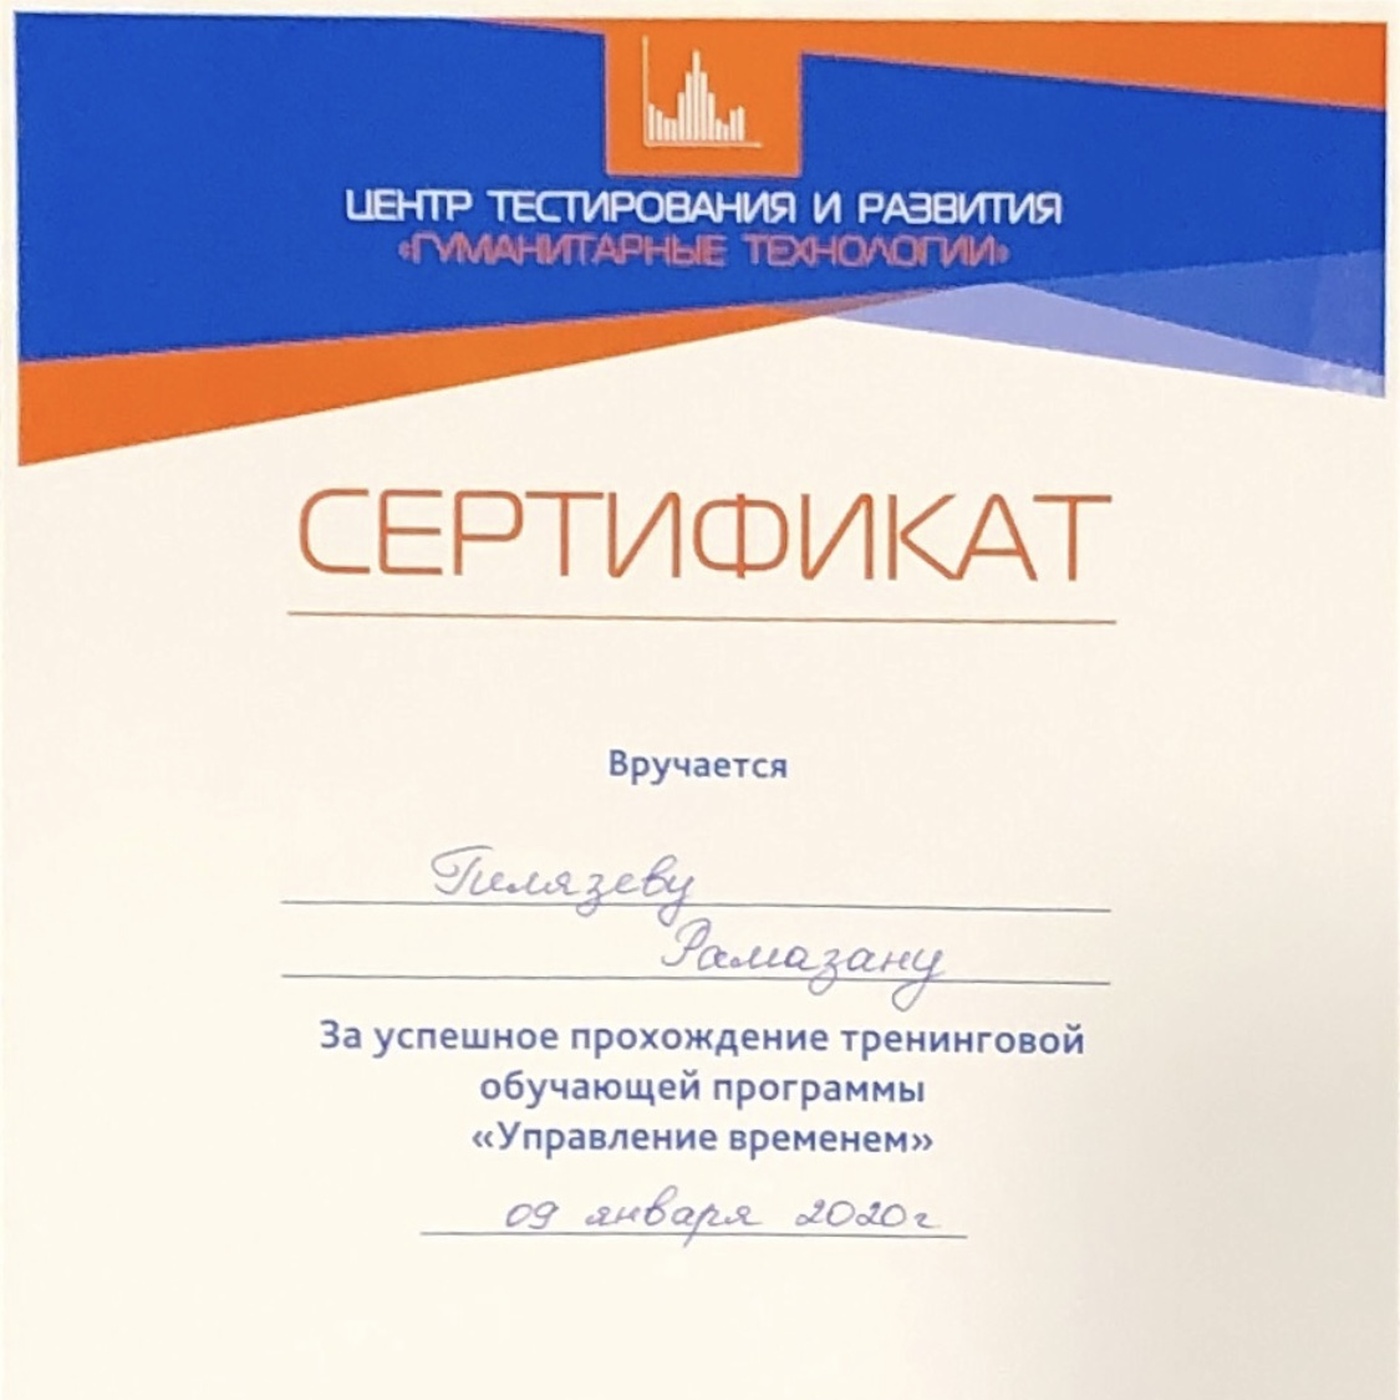 ЦЕНТР ТЕСТИРОВАНИЯ И РАЗВИТИЯ
«ГУМАНИТАРНЫЕ ТЕХНОЛОГИИ»
СЕРТИФИКАТ
Вручается
Гилязеву
Рамазану
За успешное прохождение тренинговой
обучающей программы
«Управление временем»
09 января 2020г